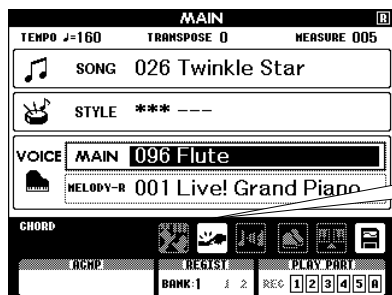 MAIN R
TEMPO ♩=160 TRANSPOSE 0 MEASURE 005
SONG 026 Twinkle Star
STYLE *** ---
VOICE MAIN 096 Flute
MELODY-R 001 Live! Grand Piano
CHORD
ACMP REGIST PLAY PART
BANK:1 1 2 REC 1 2 3 4 5 A